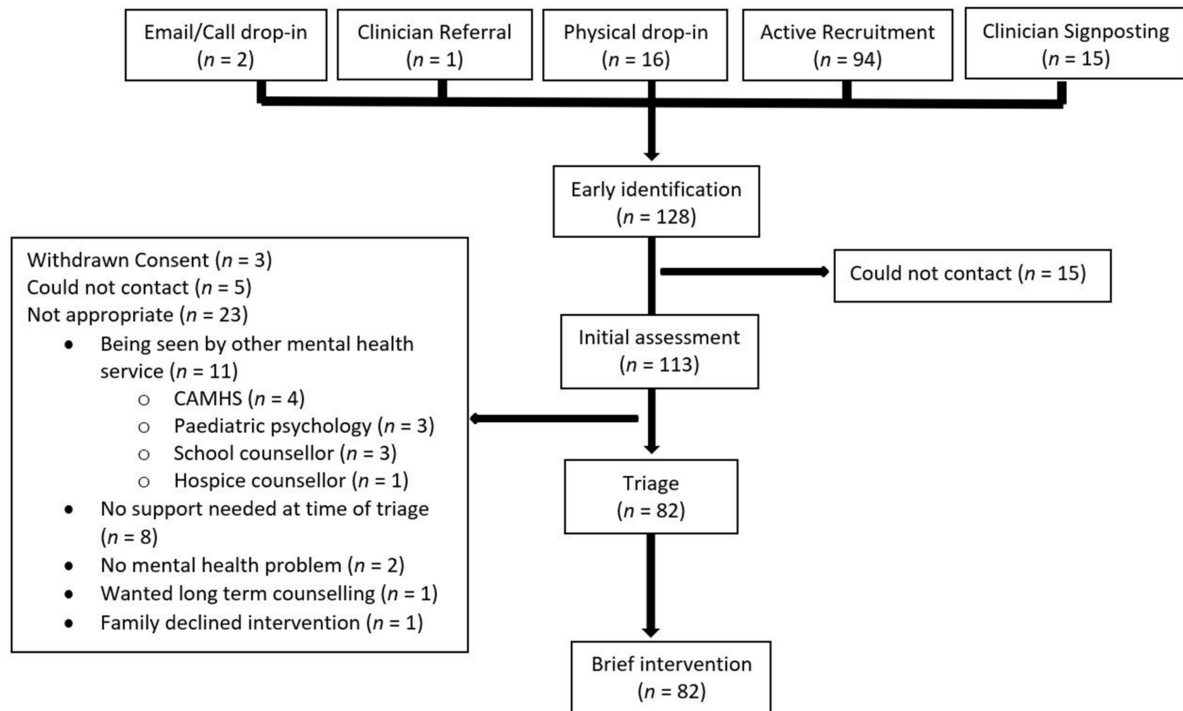 Email/Call drop-in
(n = 2)
Clinician Referral
(n = 1)
Physical drop-in
(n = 16)
Active Recruitment
(n = 94)
Clinician Signposting
(n = 15)
Early identification
(n = 128)
Could not contact (n = 15)
Initial assessment
(n = 113)
Withdrawn Consent (n = 3)
Could not contact (n = 5)
Not appropriate (n = 23)
• Being seen by other mental health
service (n = 11)
o CAMHS (n = 4)
o Paediatric psychology (n = 3)
o School counsellor (n = 3)
o Hospice counsellor (n = 1)
• No support needed at time of triage
(n = 8)
• No mental health problem (n = 2)
• Wanted long term counselling (n = 1)
• Family declined intervention (n = 1)
Triage
(n = 82)
Brief intervention
(n = 82)